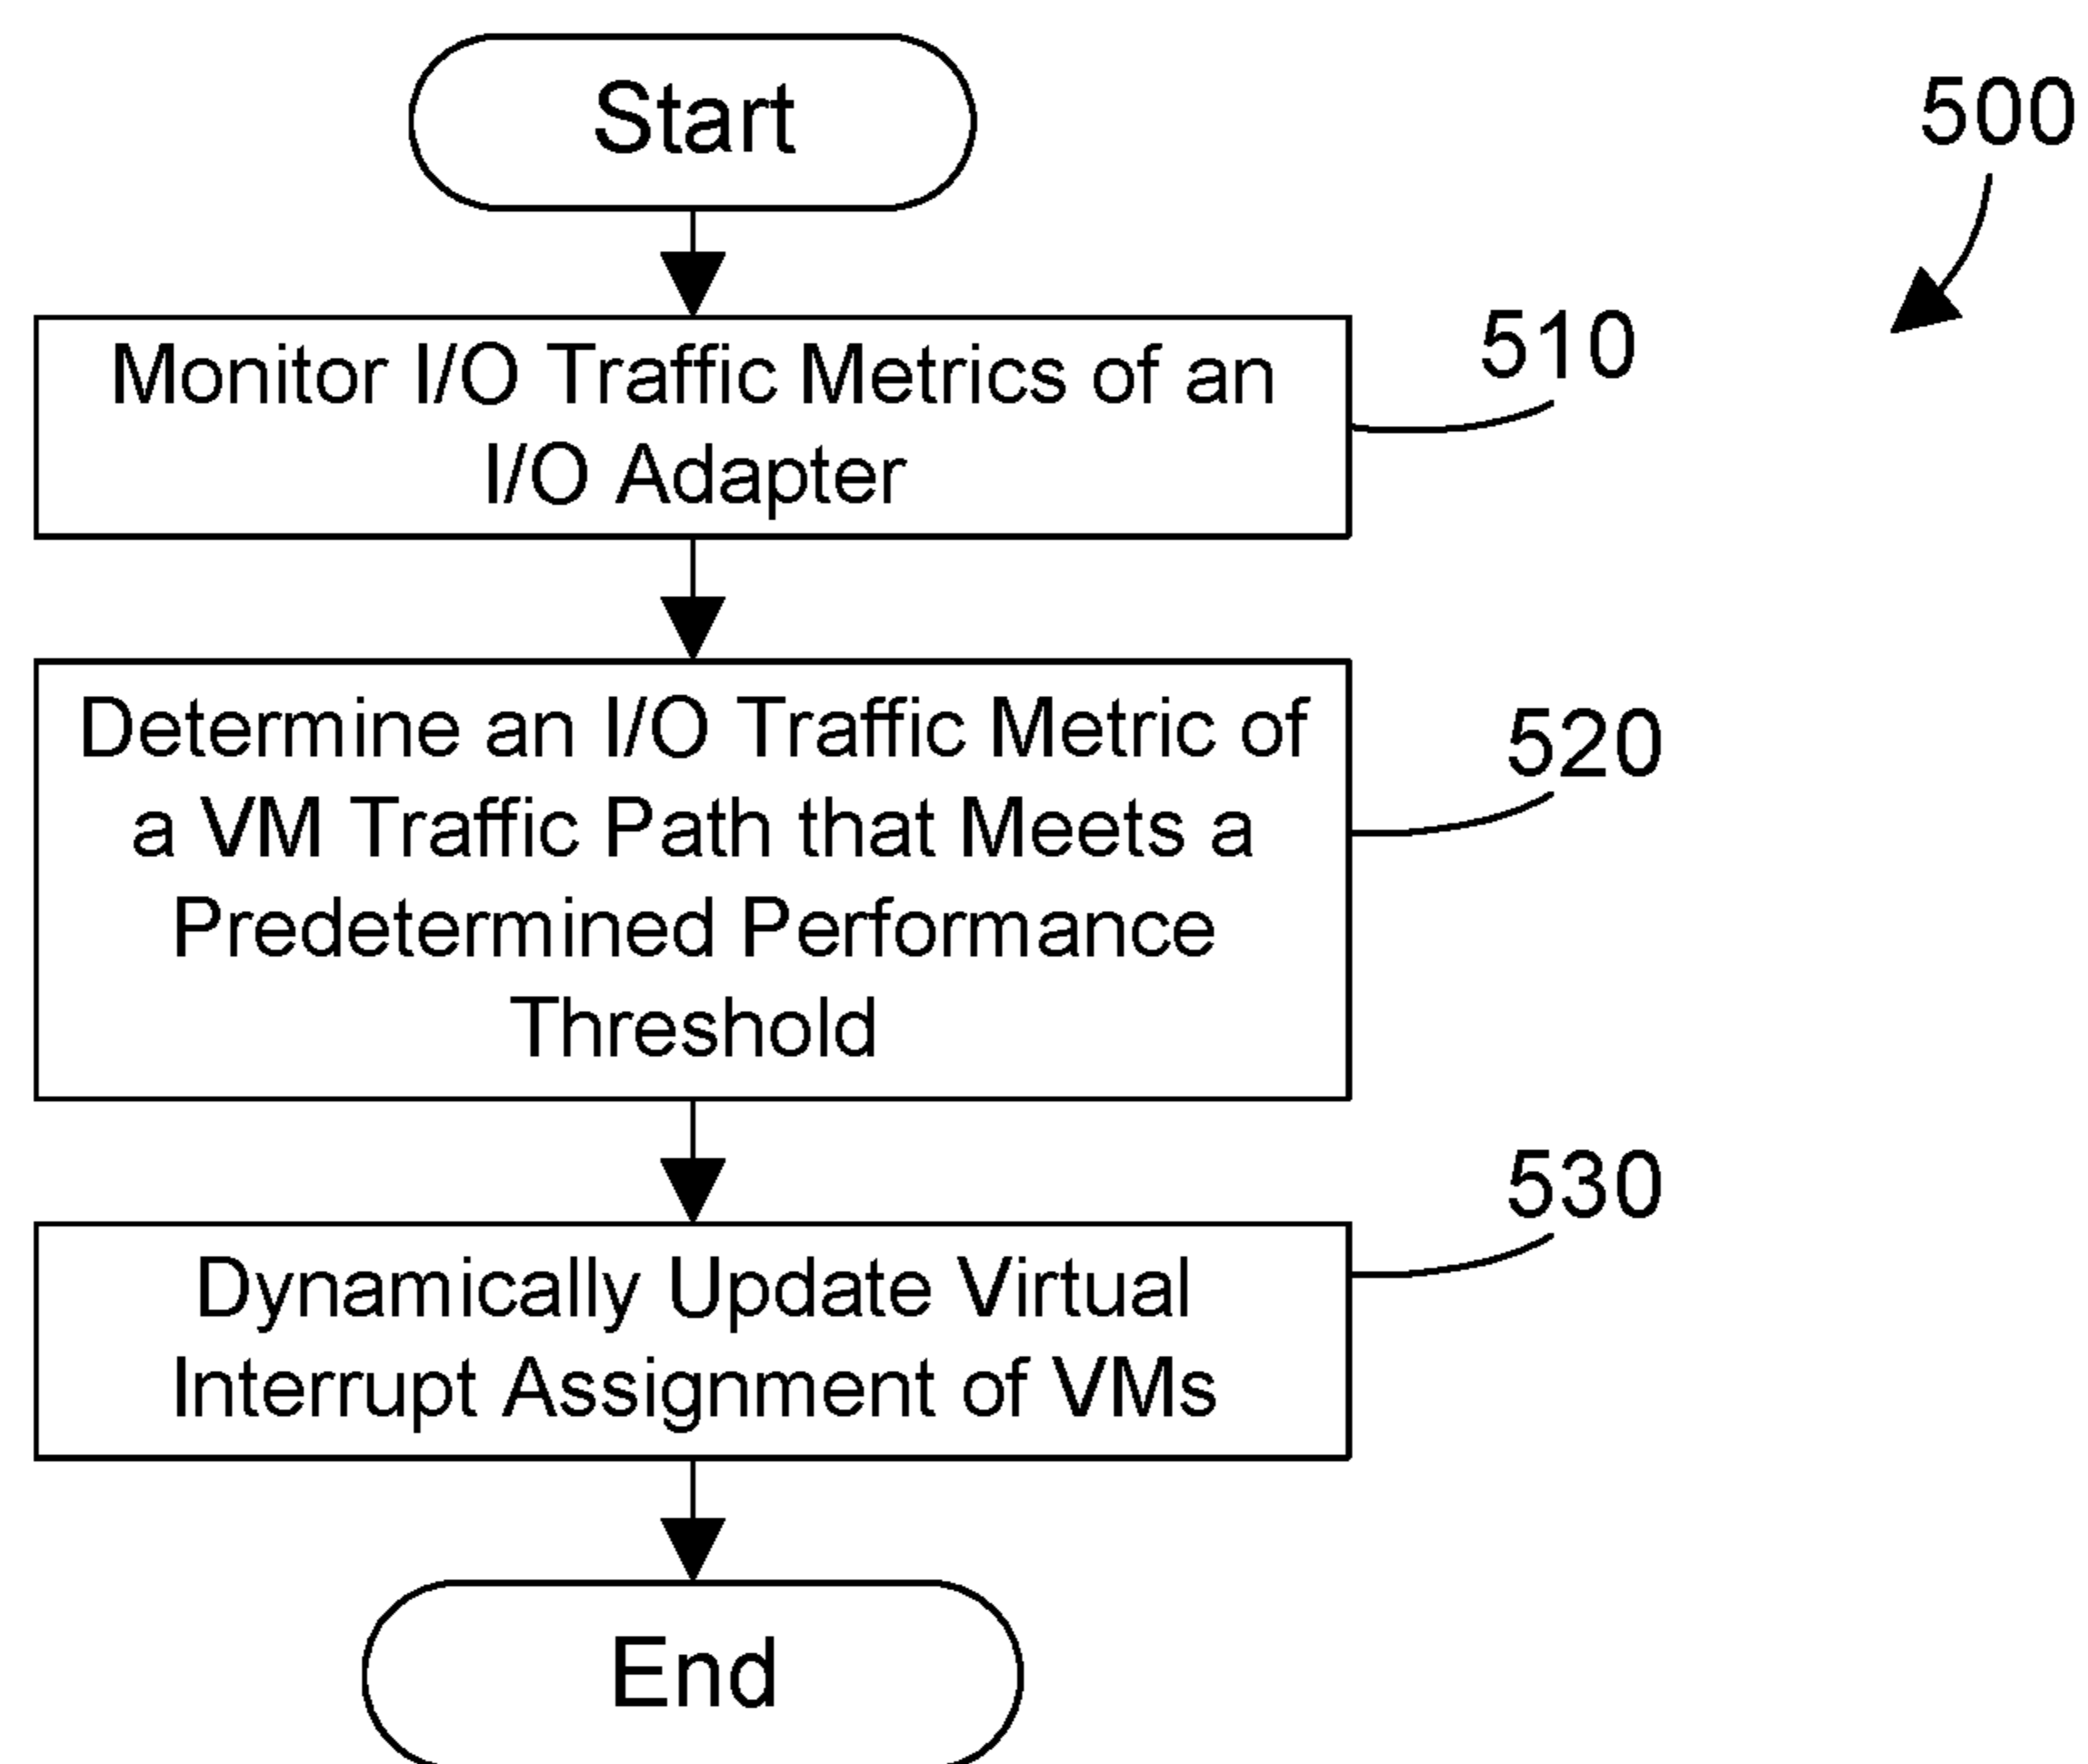 Start
500
Monitor I/O Traffic Metrics of an
I/O Adapter
510
Determine an I/O Traffic Metric of
a VM Traffic Path that Meets a
Predetermined Performance
Threshold
520
Dynamically Update Virtual
Interrupt Assignment of VMs
530
End